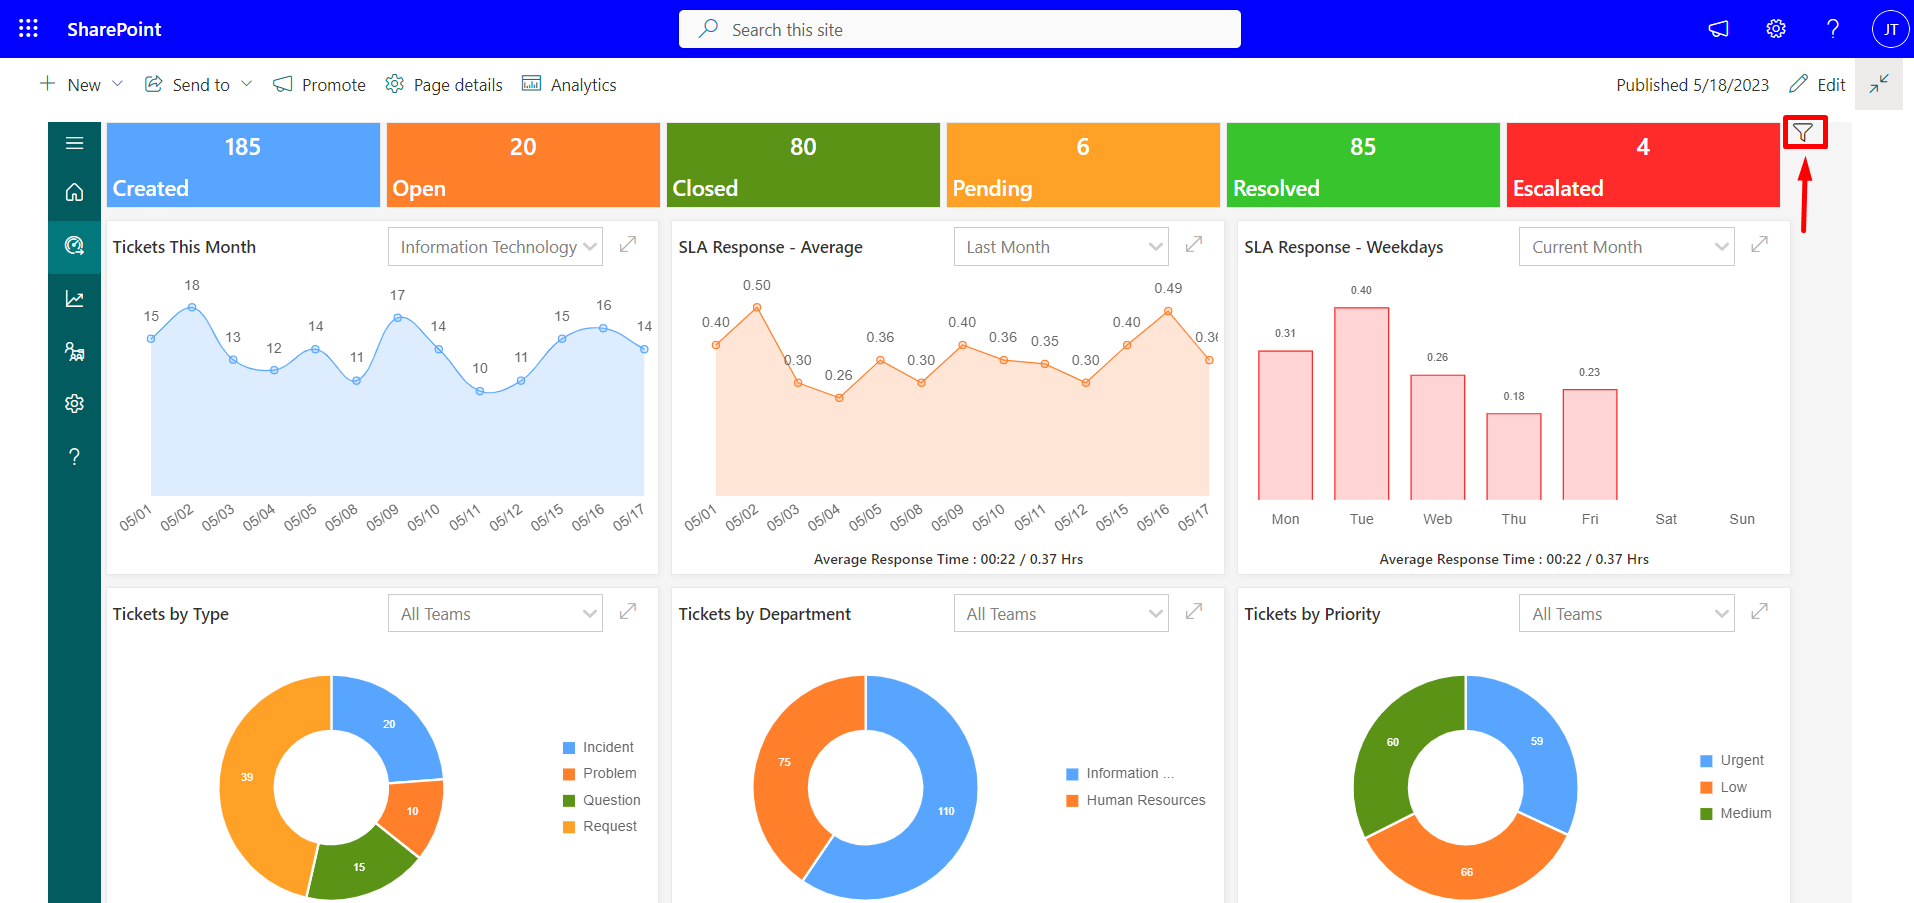 SharePoint
Search this site
JT
New
Send to
Promote
Page details
Analytics
Published 5/18/2023
Edit
185
Created
20
Open
80
Closed
6
Pending
85
Resolved
4
Escalated
Tickets This Month
Information Technology
15
18
13
12
14
11
17
14
10
11
15
16
14
05/01
05/02
05/03
05/04
05/05
05/08
05/09
05/10
05/11
05/12
05/15
05/16
05/17
SLA Response - Average
Last Month
0.40
0.50
0.30
0.26
0.36
0.30
0.40
0.36
0.35
0.30
0.40
0.49
05/01
05/02
05/03
05/04
05/05
05/08
05/09
05/10
05/11
05/12
05/15
05/16
05/17
Average Response Time : 00:22 / 0.37 Hrs
SLA Response - Weekdays
Current Month
0.31
0.40
0.26
0.18
0.23
Mon
Tue
Web
Thu
Fri
Sat
Sun
Average Response Time : 00:22 / 0.37 Hrs
Tickets by Type
All Teams
20
10
15
39
Incident
Problem
Question
Request
Tickets by Department
All Teams
75
110
Information ...
Human Resources
Tickets by Priority
All Teams
60
59
66
Urgent
Low
Medium